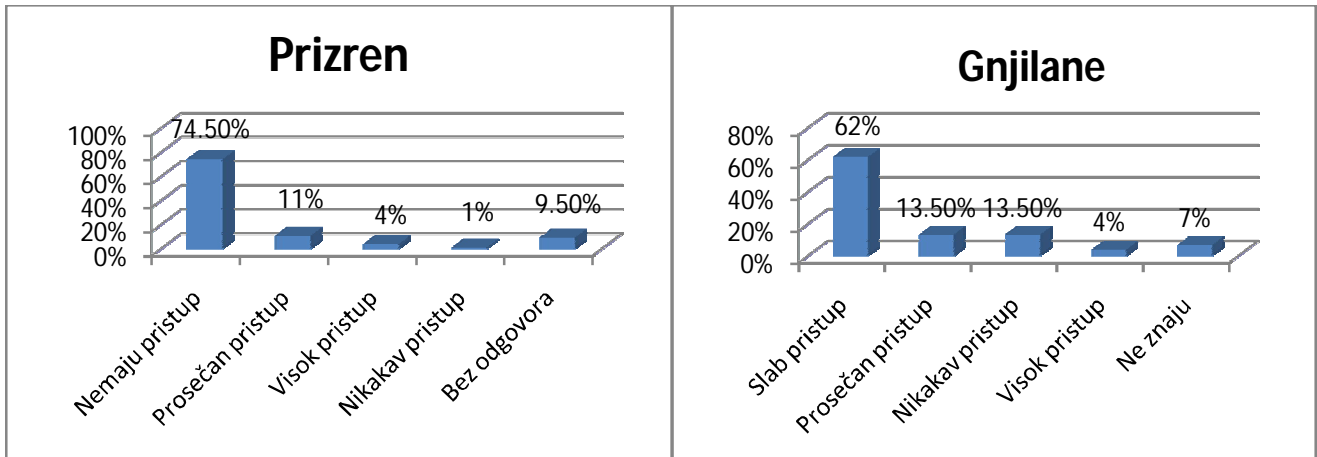 Prizren
100%
80%
60%
40%
20%
0%
74.50%
11%
4%
1%
9.50%
Nemaju pristup
Prosečan pristup
Visok pristup
Nikakav pristup
Bez odgovora
Gnjilane
80%
60%
40%
20%
0%
62%
13.50%
13.50%
4%
7%
Slab pristup
Prosečan pristup
Nikakav pristup
Visok pristup
Ne znaju